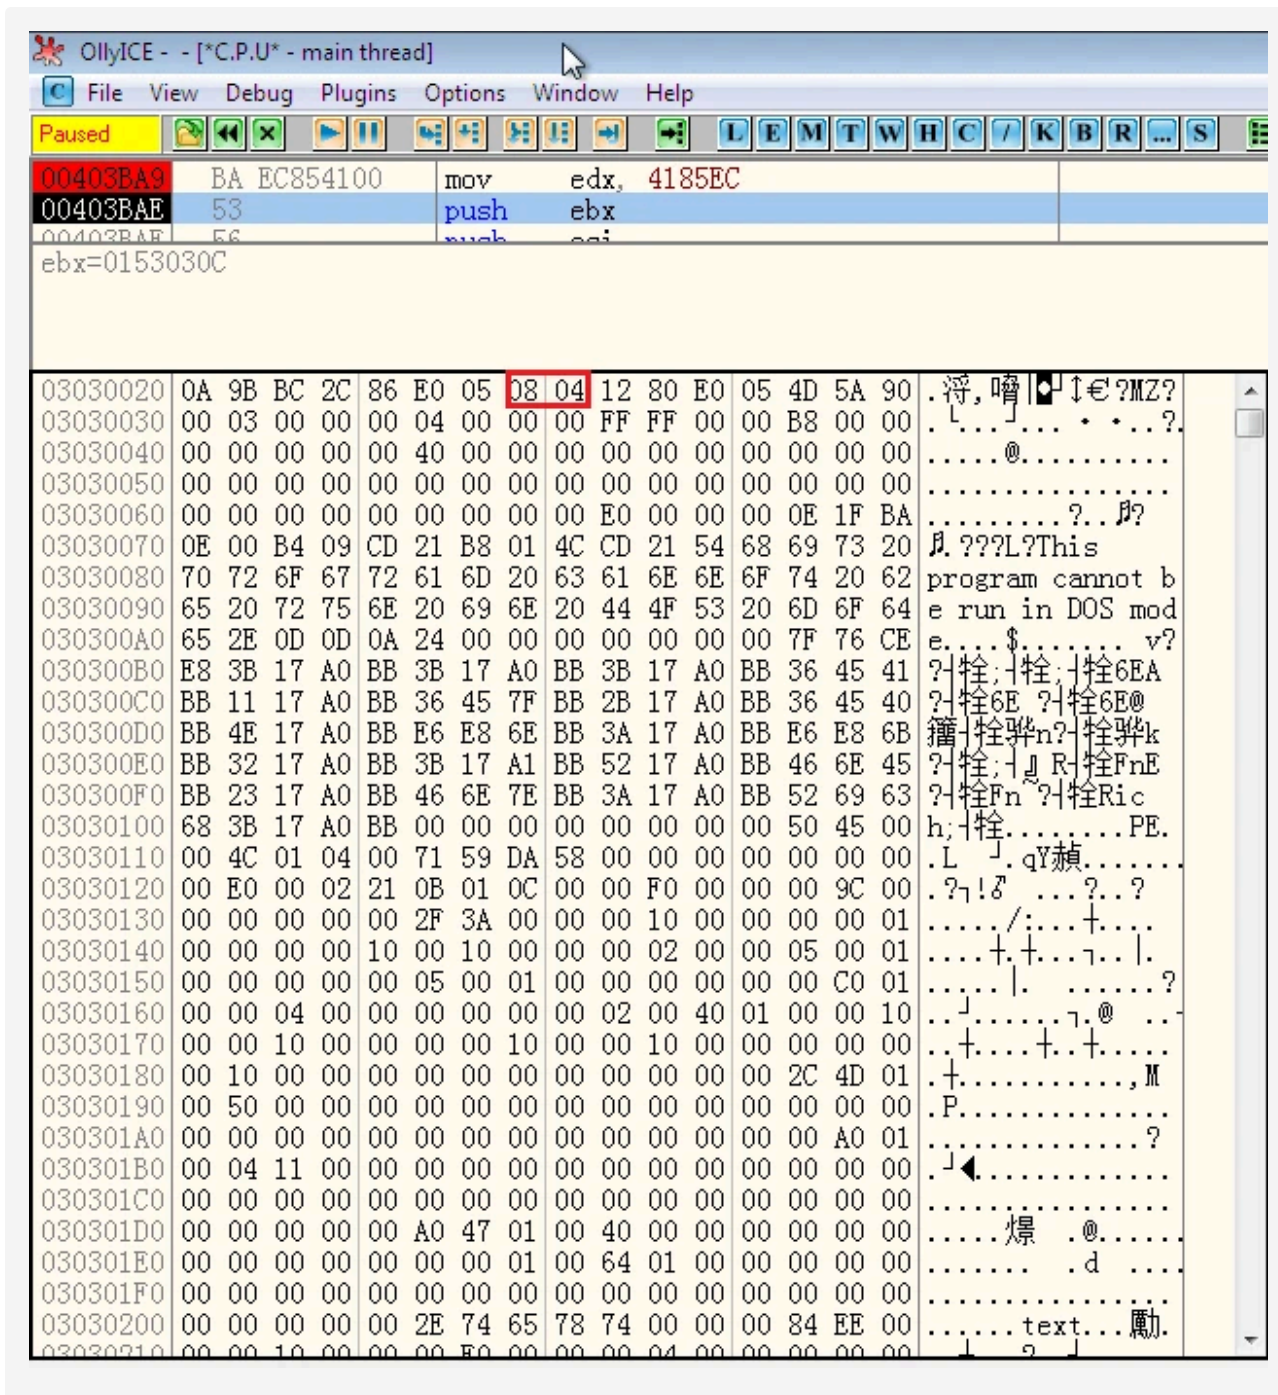 OllyICE - - [*C.P.U* - main thread]
C File View Debug Plugins Options Window Help
Paused L E M T W H C / K B R ... S
00403BA9 BA EC854100 mov edx, 4185EC
00403BAE 53 push ebx
00403BAF 56 push esi
ebx=0153030C
03030020 0A 9B BC 2C 86 E0 05 08 04 12 80 E0 05 4D 5A 90
03030030 00 03 00 00 00 04 00 00 00 FF FF 00 00 B8 00 00
03030040 00 00 00 00 00 40 00 00 00 00 00 00 00 00 00 00 .....@..........
03030050 00 00 00 00 00 00 00 00 00 00 00 00 00 00 00 00 ................
03030060 00 00 00 00 00 00 00 00 00 E0 00 00 00 0E 1F BA
03030070 0E 00 B4 09 CD 21 B8 01 4C CD 21 54 68 69 73 20 .???L?This
03030080 70 72 6F 67 72 61 6D 20 63 61 6E 6E 6F 74 20 62 program cannot b
03030090 65 20 72 75 6E 20 69 6E 20 44 4F 53 20 6D 6F 64 e run in DOS mod
030300A0 65 2E 0D 0D 0A 24 00 00 00 00 00 00 00 7F 76 CE e....$....... v?
030300B0 E8 3B 17 A0 BB 3B 17 A0 BB 3B 17 A0 BB 36 45 41
030300C0 BB 11 17 A0 BB 36 45 7F BB 2B 17 A0 BB 36 45 40
030300D0 BB 4E 17 A0 BB E6 E8 6E BB 3A 17 A0 BB E6 E8 6B
030300E0 BB 32 17 A0 BB 3B 17 A1 BB 52 17 A0 BB 46 6E 45
030300F0 BB 23 17 A0 BB 46 6E 7E BB 3A 17 A0 BB 52 69 63
03030100 68 3B 17 A0 BB 00 00 00 00 00 00 00 00 50 45 00
03030110 00 4C 01 04 00 71 59 DA 58 00 00 00 00 00 00 00
03030120 00 E0 00 02 21 0B 01 0C 00 00 F0 00 00 00 9C 00
03030130 00 00 00 00 00 2F 3A 00 00 00 10 00 00 00 00 01
03030140 00 00 00 00 10 00 10 00 00 00 02 00 00 05 00 01
03030150 00 00 00 00 00 05 00 01 00 00 00 00 00 00 C0 01
03030160 00 00 04 00 00 00 00 00 00 02 00 40 01 00 00 10
03030170 00 00 10 00 00 00 00 10 00 00 10 00 00 00 00 00
03030180 00 10 00 00 00 00 00 00 00 00 00 00 00 2C 4D 01
03030190 00 50 00 00 00 00 00 00 00 00 00 00 00 00 00 00 .P..............
030301A0 00 00 00 00 00 00 00 00 00 00 00 00 00 00 A0 01 ..............?
030301B0 00 04 11 00 00 00 00 00 00 00 00 00 00 00 00 00
030301C0 00 00 00 00 00 00 00 00 00 00 00 00 00 00 00 00 ................
030301D0 00 00 00 00 00 A0 47 01 00 40 00 00 00 00 00 00
030301E0 00 00 00 00 00 00 00 01 00 64 01 00 00 00 00 00 ....... .d ....
030301F0 00 00 00 00 00 00 00 00 00 00 00 00 00 00 00 00 ................
03030200 00 00 00 00 00 2E 74 65 78 74 00 00 00 84 EE 00 ......text...勵.
03030210 00 00 10 00 00 00 F0 00 00 00 04 00 00 00 00 00